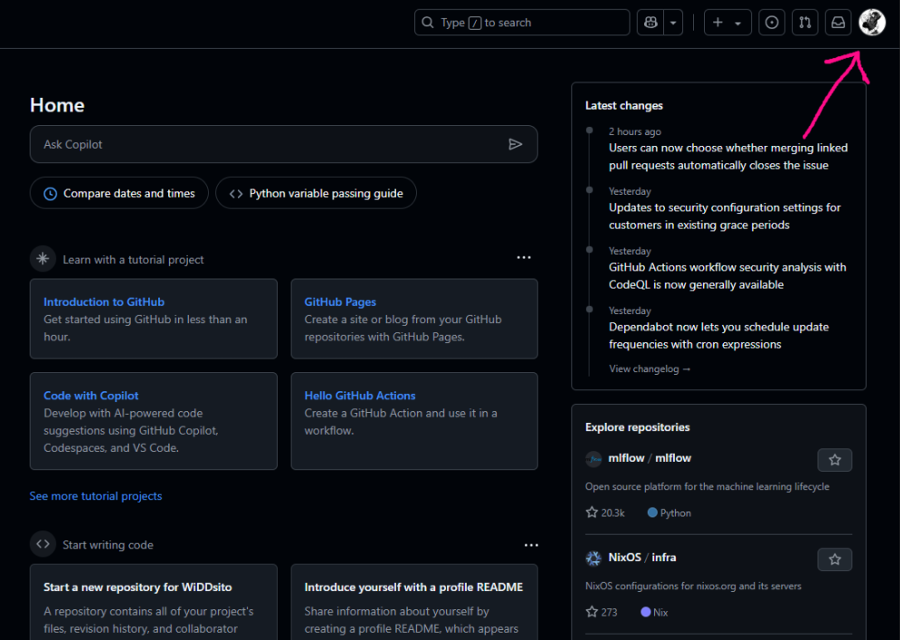 Type / to search
Home
Ask Copilot
Compare dates and times
Python variable passing guide
Learn with a tutorial project
Introduction to GitHub
Get started using GitHub in less than an
hour.
GitHub Pages
Create a site or blog from your GitHub
repositories with GitHub Pages.
Code with Copilot
Develop with AI-powered code
suggestions using GitHub Copilot,
Codespaces, and VS Code.
Hello GitHub Actions
Create a GitHub Action and use it in a
workflow.
See more tutorial projects
Start writing code
Start a new repository for WiDDsito
A repository contains all of your project's
files, revision history, and collaborator
Introduce yourself with a profile README
Share information about yourself by
creating a profile README, which appears
Latest changes
2 hours ago
Users can now choose whether merging linked
pull requests automatically closes the issue
Yesterday
Updates to security configuration settings for
customers in existing grace periods
Yesterday
GitHub Actions workflow security analysis with
CodeQL is now generally available
Yesterday
Dependabot now lets you schedule update
frequencies with cron expressions
View changelog →
Explore repositories
mlflow / mlflow
Open source platform for the machine learning lifecycle
20.3k
Python
NixOS / infra
NixOS configurations for nixos.org and its servers
273
Nix